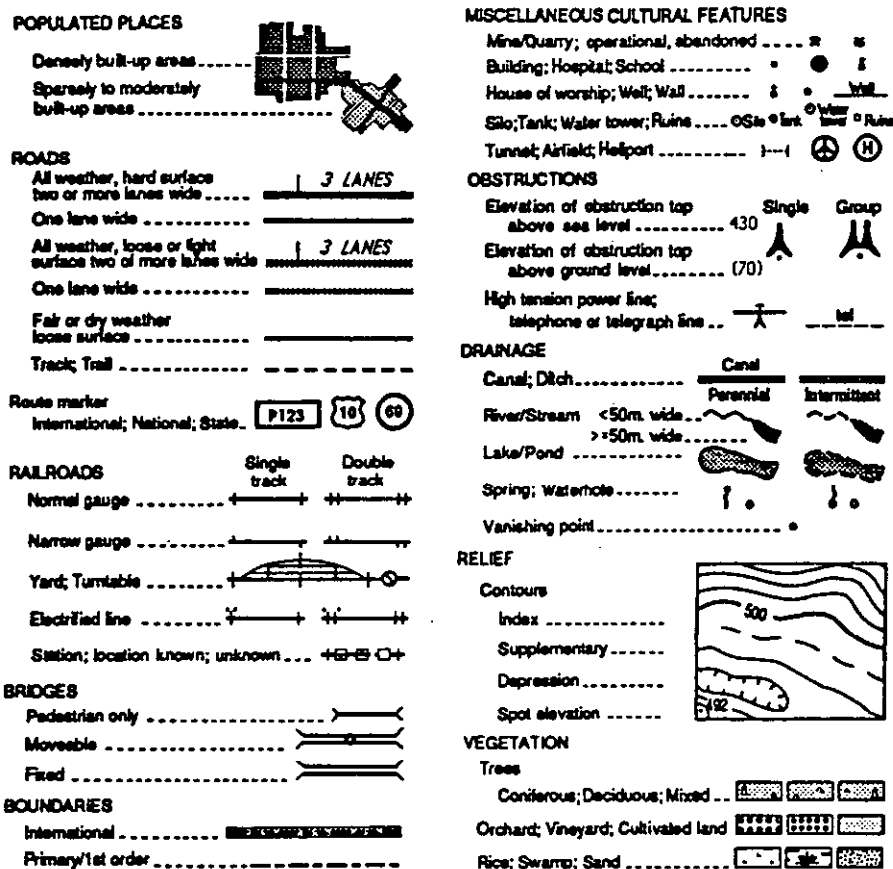 POPULATED PLACES
Densely built-up areas
Sparsely to moderately
built-up areas
ROADS
All weather, hard surface
two or more lanes wide
3 LANES
One lane wide
All weather, loose or light
surface two of more lanes wide
3 LANES
One lane wide
Fair or dry weather
loose surface
Track; Trail
Route marker
International; National; State
P123
10
69
RAILROADS
Single
track
Double
track
Normal gauge
Narrow gauge
Yard; Turntable
Electrified line
Station; location known; unknown
BRIDGES
Pedestrian only
Moveable
Fixed
BOUNDARIES
International
Primary/1st order
MISCELLANEOUS CULTURAL FEATURES
Mine/Quarry; operational, abandoned
Building; Hospital; School
House of worship; Well; Wall
Wall
Silo; Tank; Water tower; Ruins
Silo
Tank
Water
tower
Ruins
Tunnel; Airfield; Heliport
H
OBSTRUCTIONS
Elevation of obstruction top
above sea level
430
Single
Group
Elevation of obstruction top
above ground level
(70)
High tension power line;
telephone or telegraph line
tel
DRAINAGE
Canal; Ditch
Canal
Perennial
Intermittent
River/Stream <50m. wide
>=50m. wide
Lake/Pond
Spring; Waterhole
Vanishing point
RELIEF
Contours
Index
Supplementary
Depression
Spot elevation
500
492
VEGETATION
Trees
Coniferous; Deciduous; Mixed
Orchard; Vineyard; Cultivated land
Rice; Swamp; Sand